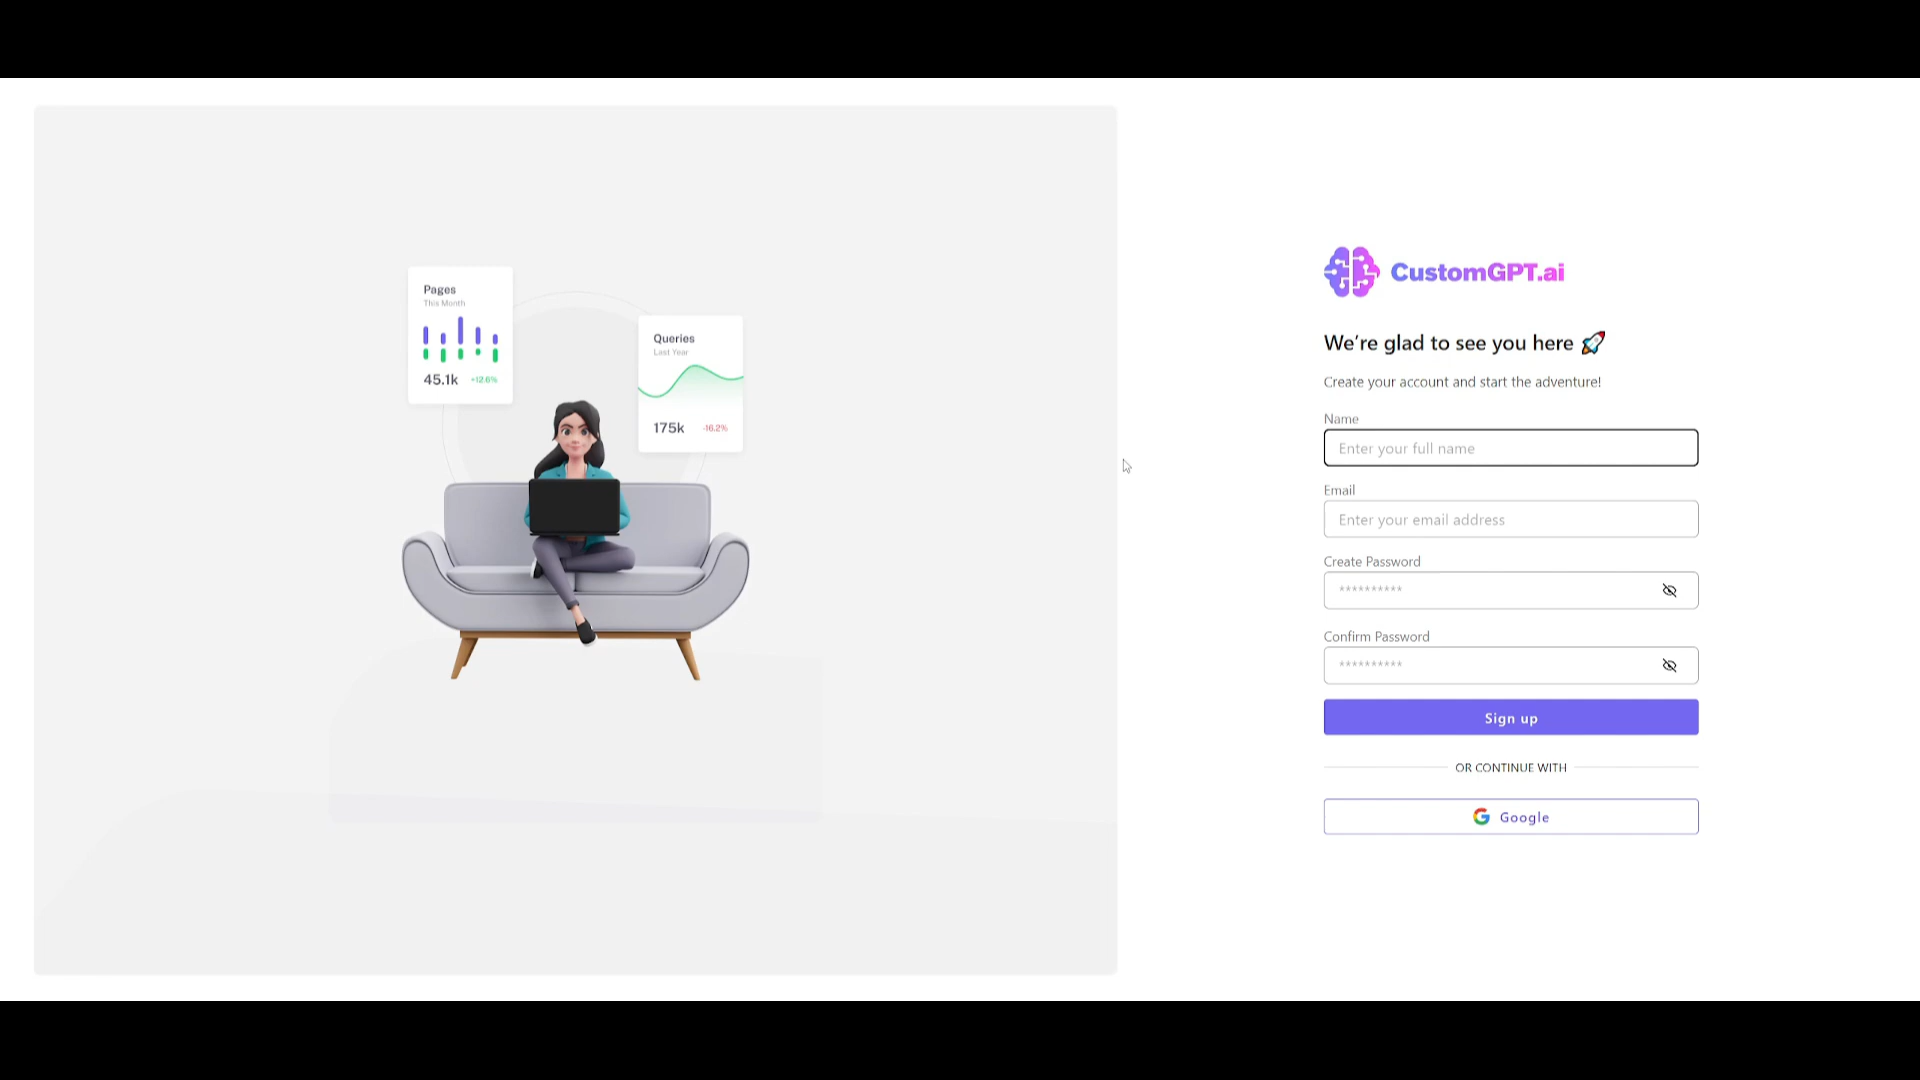 Pages
This Month
45.1k +12.6%
Queries
Last Year
175k -16.2%
CustomGPT.ai
We’re glad to see you here 🚀
Create your account and start the adventure!
Name
Enter your full name
Email
Enter your email address
Create Password
**********
Confirm Password
**********
Sign up
OR CONTINUE WITH
Google